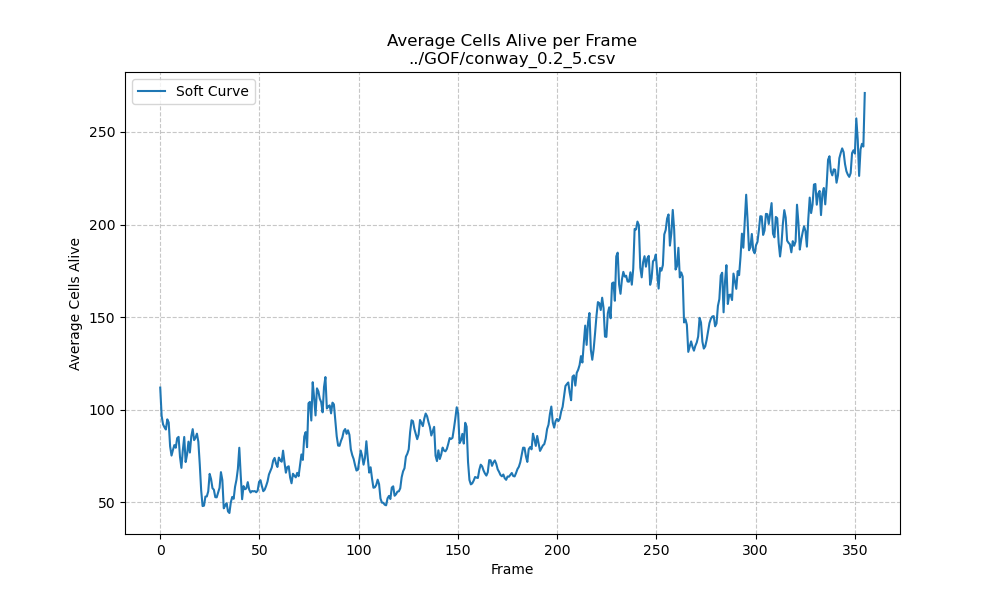 Average Cells Alive per Frame
../GOF/conway_0.2_5.csv
Soft Curve
Average Cells Alive
250
200
150
100
50
0 50 100 150 200 250 300 350
Frame